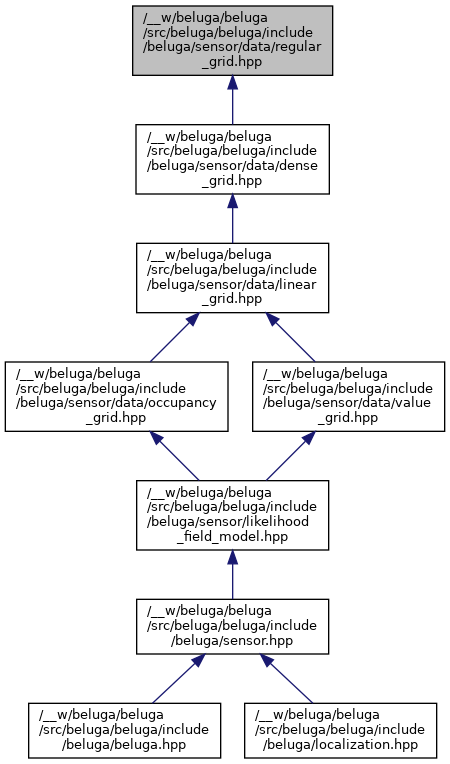 /__w/beluga/beluga
/src/beluga/beluga/include
/beluga/sensor/data/regular
_grid.hpp
/__w/beluga/beluga
/src/beluga/beluga/include
/beluga/sensor/data/dense
_grid.hpp
/__w/beluga/beluga
/src/beluga/beluga/include
/beluga/sensor/data/linear
_grid.hpp
/__w/beluga/beluga
/src/beluga/beluga/include
/beluga/sensor/data/occupancy
_grid.hpp
/__w/beluga/beluga
/src/beluga/beluga/include
/beluga/sensor/data/value
_grid.hpp
/__w/beluga/beluga
/src/beluga/beluga/include
/beluga/sensor/likelihood
_field_model.hpp
/__w/beluga/beluga
/src/beluga/beluga/include
/beluga/sensor.hpp
/__w/beluga/beluga
/src/beluga/beluga/include
/beluga/beluga.hpp
/__w/beluga/beluga
/src/beluga/beluga/include
/beluga/localization.hpp